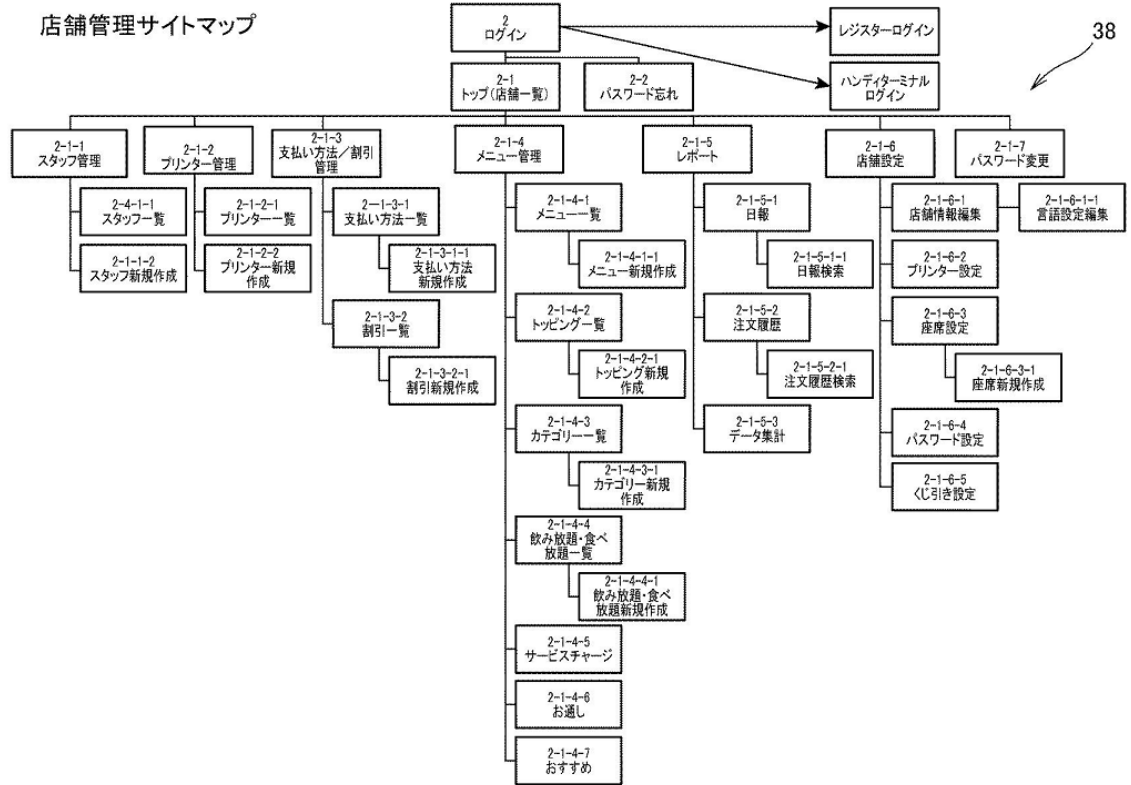 店舗管理サイトマップ
38
2
ログイン
レジスターログイン
ハンディターミナル
ログイン
2-1
トップ(店舗一覧)
2-2
パスワード忘れ
2-1-1
スタッフ管理
2-1-2
プリンター管理
2-1-3
支払い方法/割引
管理
2-1-4
メニュー管理
2-1-5
レポート
2-1-6
店舗設定
2-1-7
パスワード変更
2-4-1-1
スタッフ一覧
2-1-1-2
スタッフ新規作成
2-1-2-1
プリンター一覧
2-1-2-2
プリンター新規
作成
2-一1-3-1
支払い方法一覧
2-1-3-1-1
支払い方法
新規作成
2-1-3-2
割引一覧
2-1-3-2-1
割引新規作成
2-1-4-1
メニュー一覧
2-1-4-1-1
メニュー新規作成
2-1-4-2
トッピング一覧
2-1-4-2-1
トッピング新規
作成
2-1-4-3
カテゴリー一覧
2-1-4-3-1
カテゴリー新規
作成
2-1-4-4
飲み放題・食べ
放題一覧
2-1-4-4-1
飲み放題・食べ
放題新規作成
2-1-4-5
サービスチャージ
2-1-4-6
お通し
2-1-4-7
おすすめ
2-1-5-1
日報
2-1-5-1-1
日報検索
2-1-5-2
注文履歴
2-1-5-2-1
注文履歴検索
2-1-5-3
データ集計
2-1-6-1
店舗情報編集
2-1-6-1-1
言語設定編集
2-1-6-2
プリンター設定
2-1-6-3
座席設定
2-1-6-3-1
座席新規作成
2-1-6-4
パスワード設定
2-1-6-5
くじ引き設定